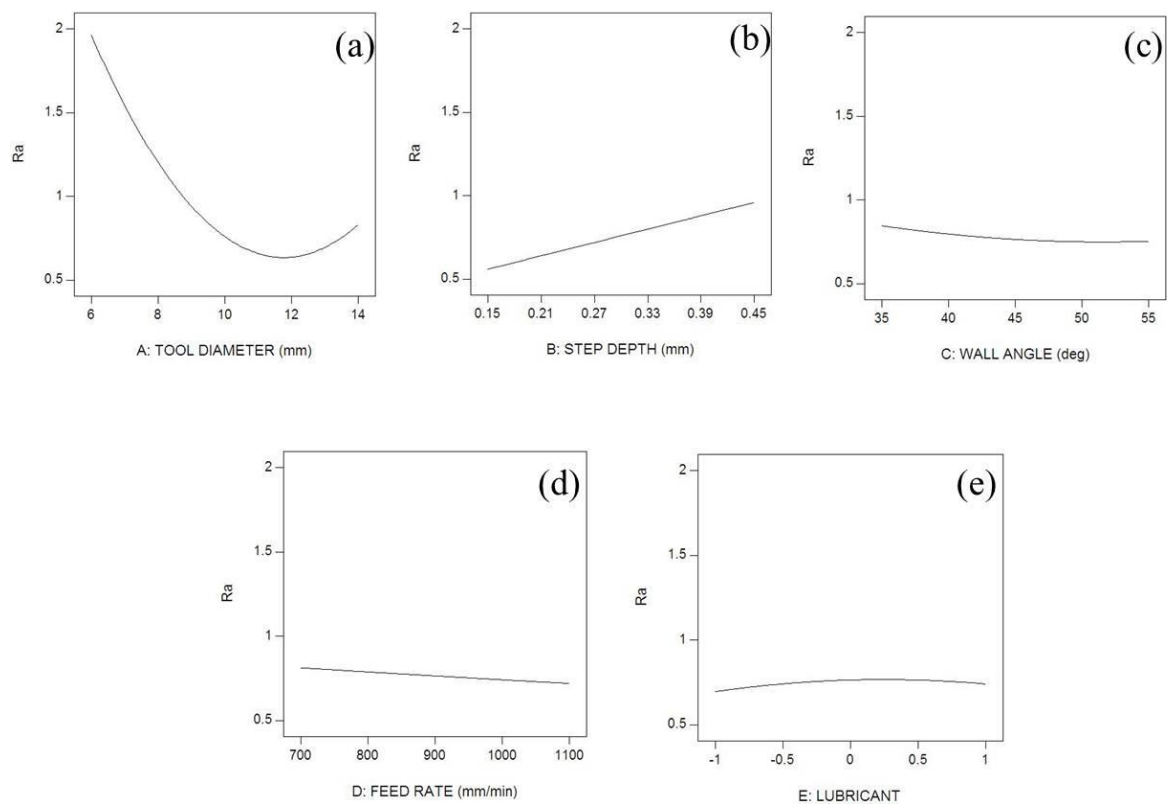 (a)
2
1.5
1
0.5
Ra
6 8 10 12 14
A: TOOL DIAMETER (mm)
(b)
2
1.5
1
0.5
Ra
0.15 0.21 0.27 0.33 0.39 0.45
B: STEP DEPTH (mm)
(c)
2
1.5
1
0.5
Ra
35 40 45 50 55
C: WALL ANGLE (deg)
(d)
2
1.5
1
0.5
Ra
700 800 900 1000 1100
D: FEED RATE (mm/min)
(e)
2
1.5
1
0.5
Ra
-1 -0.5 0 0.5 1
E: LUBRICANT